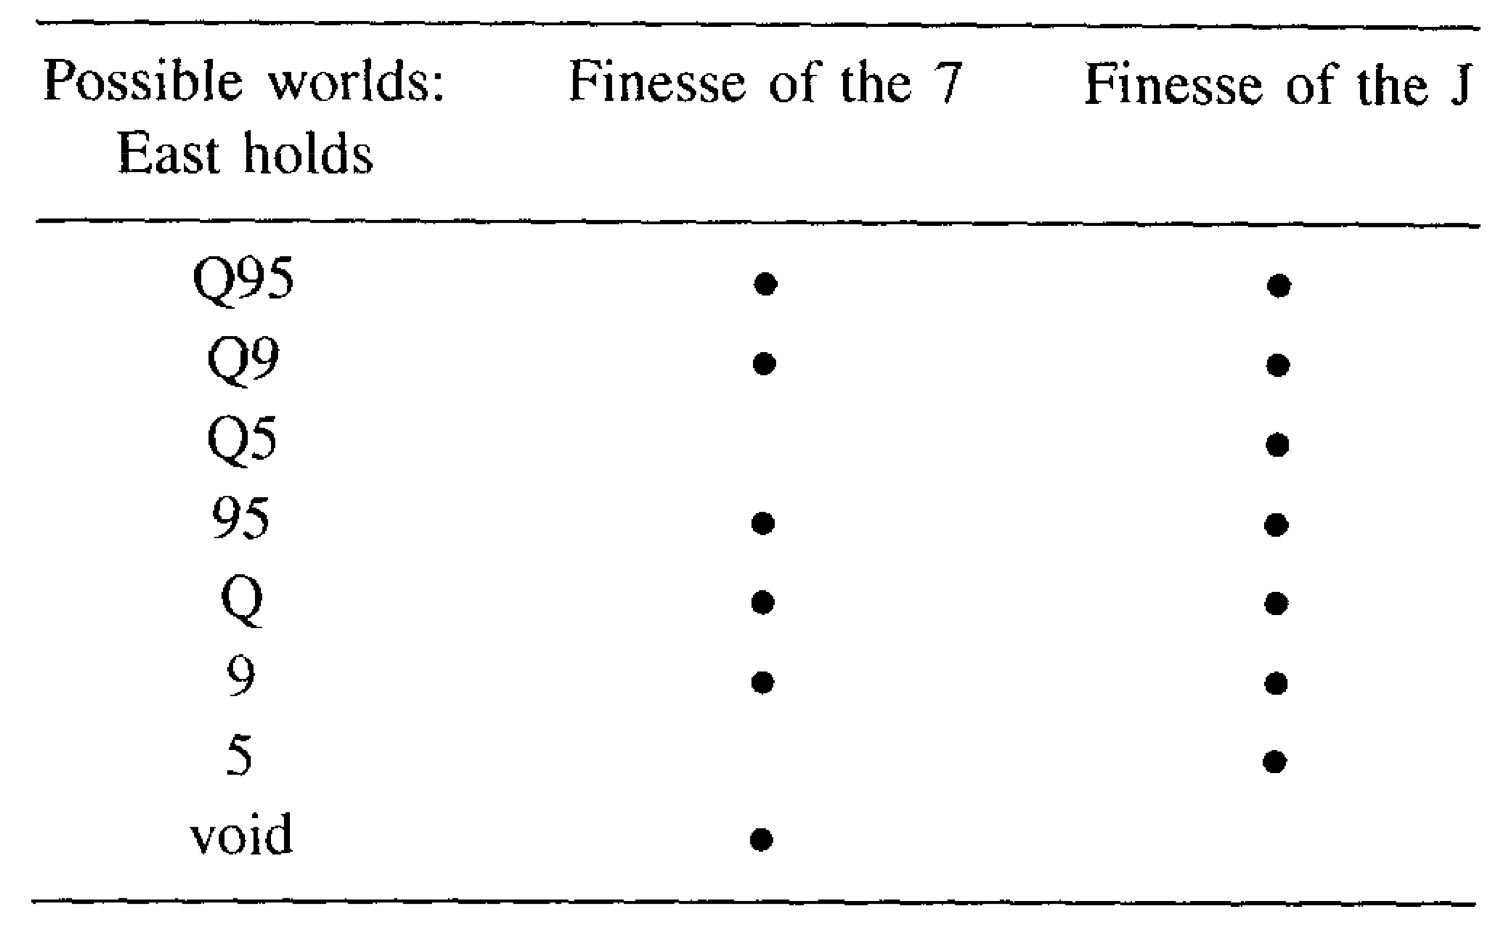 Possible worlds: Finesse of the 7 Finesse of the J
East holds
Q95 ● ●
Q9 ● ●
Q5 ●
95 ● ●
Q ● ●
9 ● ●
5 ●
void ●